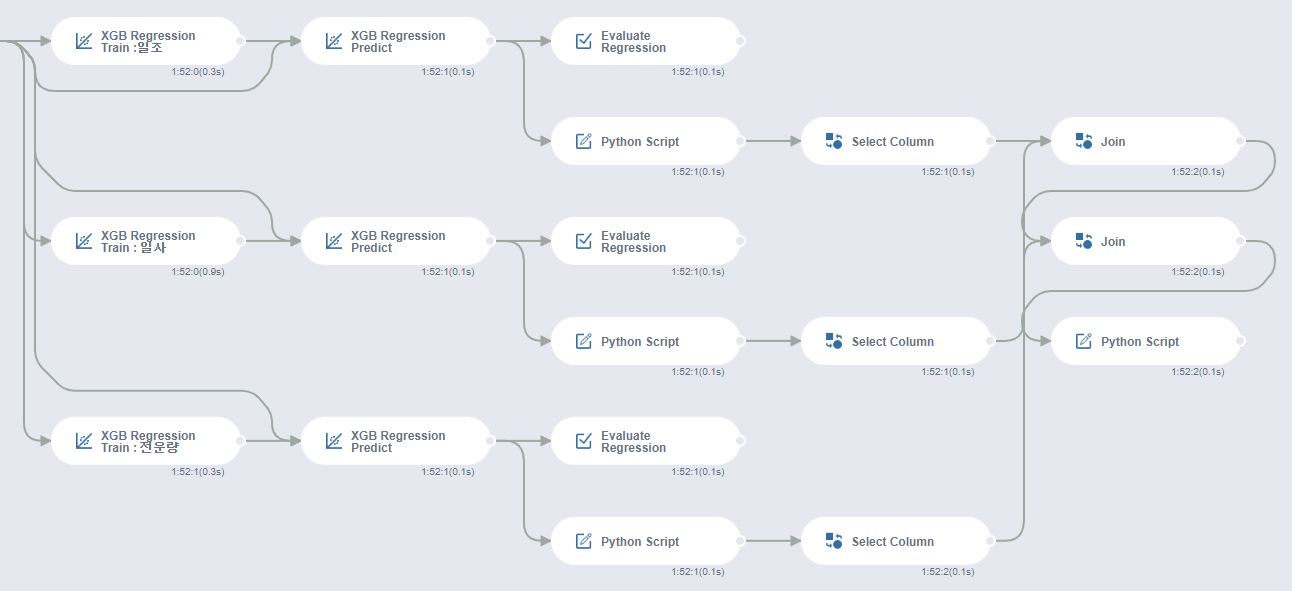 XGB Regression
Train :일조
1:52:0(0.3s)
XGB Regression
Predict
1:52:1(0.1s)
Evaluate
Regression
1:52:1(0.1s)
Python Script
1:52:1(0.1s)
Select Column
1:52:1(0.1s)
Join
1:52:2(0.1s)
XGB Regression
Train : 일사
1:52:0(0.9s)
XGB Regression
Predict
1:52:1(0.1s)
Evaluate
Regression
1:52:1(0.1s)
Join
1:52:2(0.1s)
Python Script
1:52:1(0.1s)
Select Column
1:52:1(0.1s)
Python Script
1:52:2(0.1s)
XGB Regression
Train : 전운량
1:52:1(0.3s)
XGB Regression
Predict
1:52:1(0.1s)
Evaluate
Regression
1:52:1(0.1s)
Python Script
1:52:1(0.1s)
Select Column
1:52:2(0.1s)